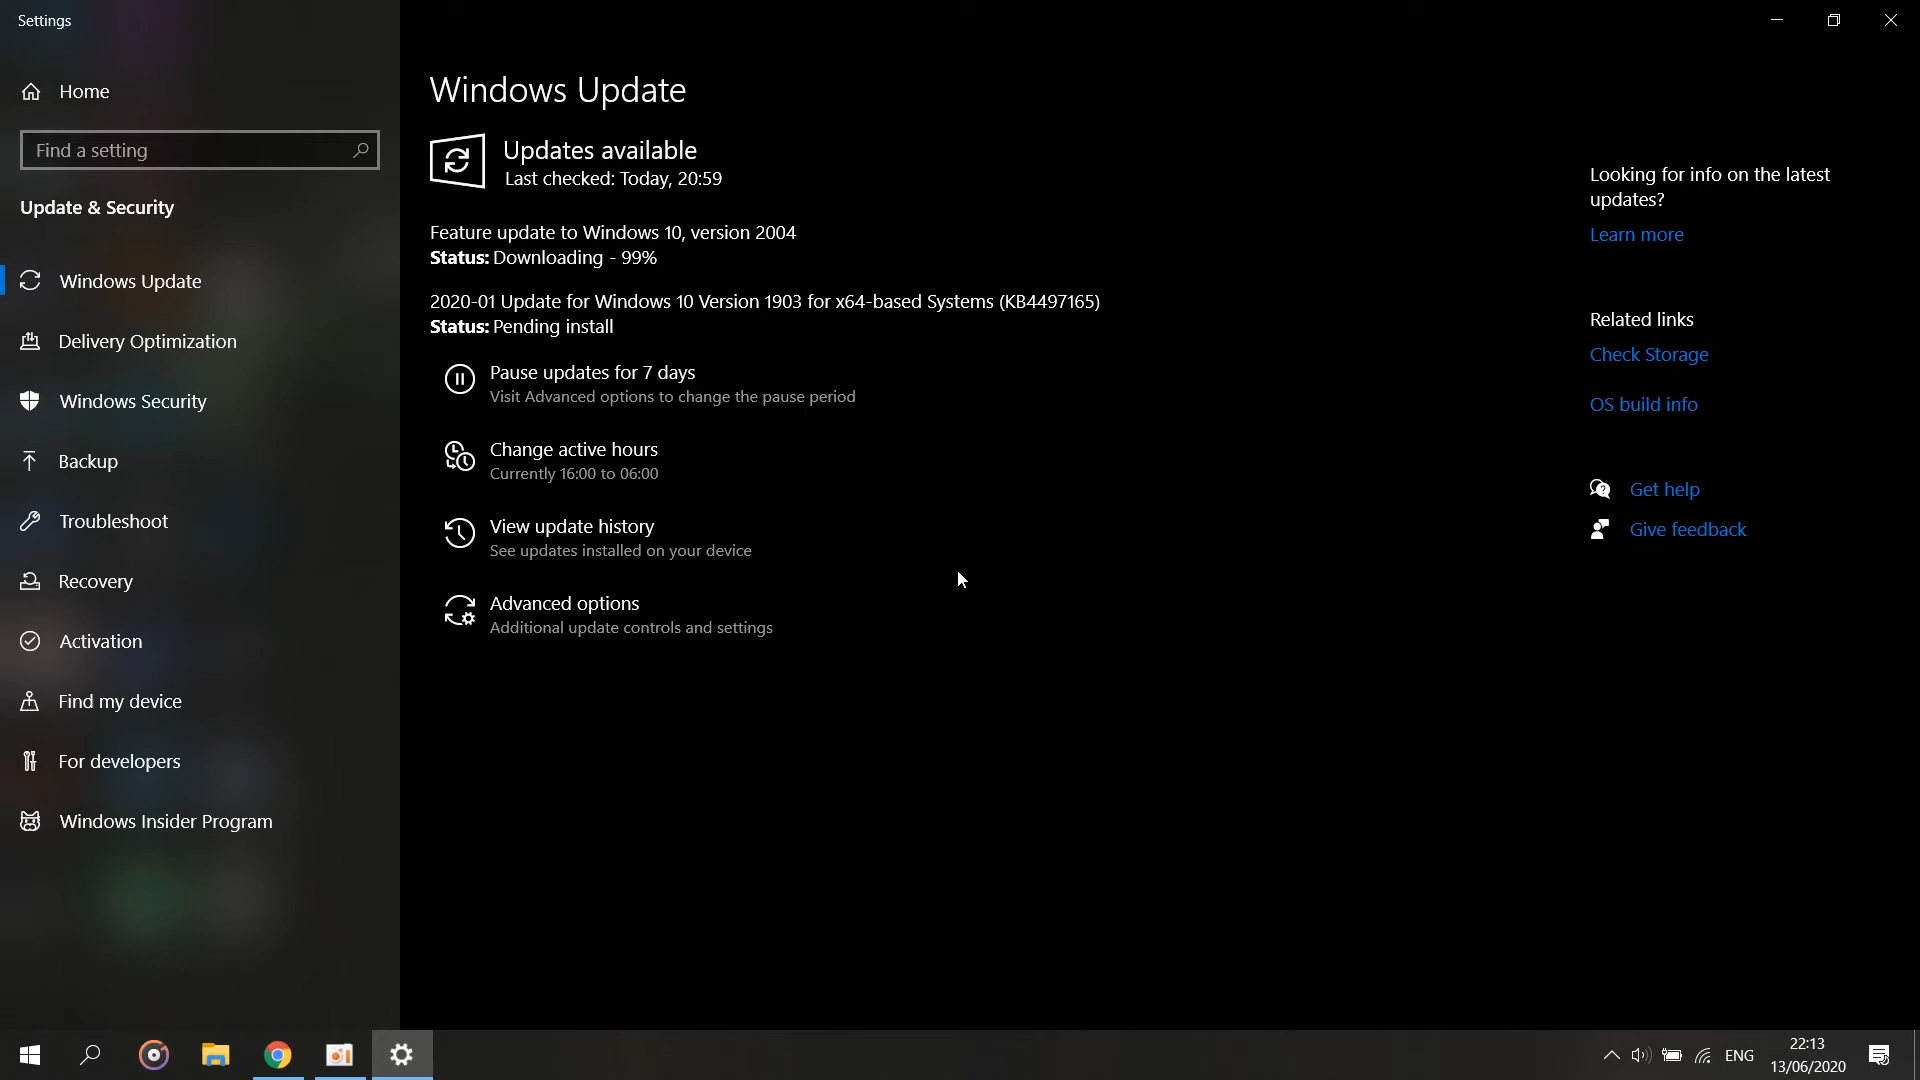 Settings
Home
Find a setting
Update & Security
Windows Update
Delivery Optimization
Windows Security
Backup
Troubleshoot
Recovery
Activation
Find my device
For developers
Windows Insider Program
Windows Update
Updates available
Last checked: Today, 20:59
Feature update to Windows 10, version 2004
Status: Downloading - 99%
2020-01 Update for Windows 10 Version 1903 for x64-based Systems (KB4497165)
Status: Pending install
Pause updates for 7 days
Visit Advanced options to change the pause period
Change active hours
Currently 16:00 to 06:00
View update history
See updates installed on your device
Advanced options
Additional update controls and settings
Looking for info on the latest
updates?
Learn more
Related links
Check Storage
OS build info
Get help
Give feedback
ENG
22:13
13/06/2020